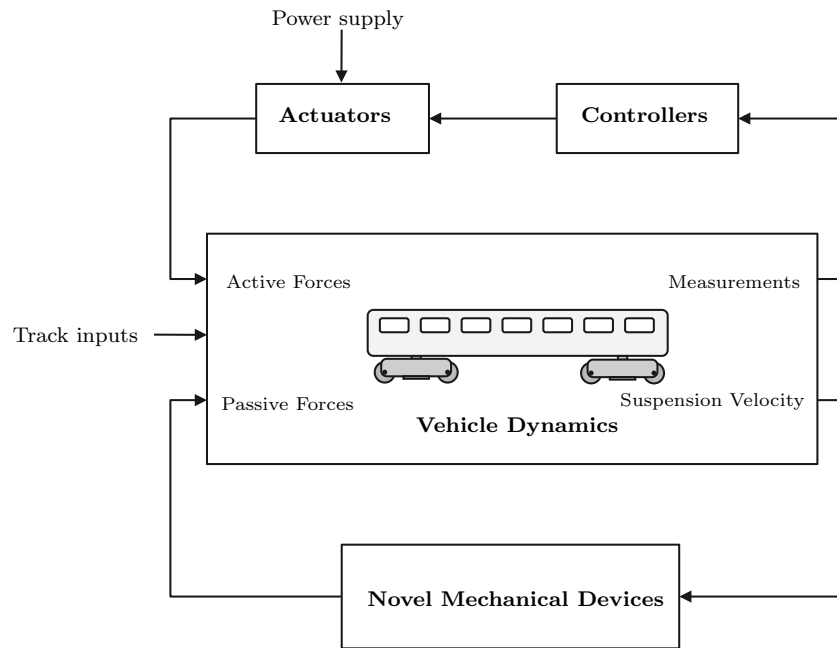 Power supply
Actuators
Controllers
Active Forces
Measurements
Track inputs
Passive Forces
Suspension Velocity
Vehicle Dynamics
Novel Mechanical Devices